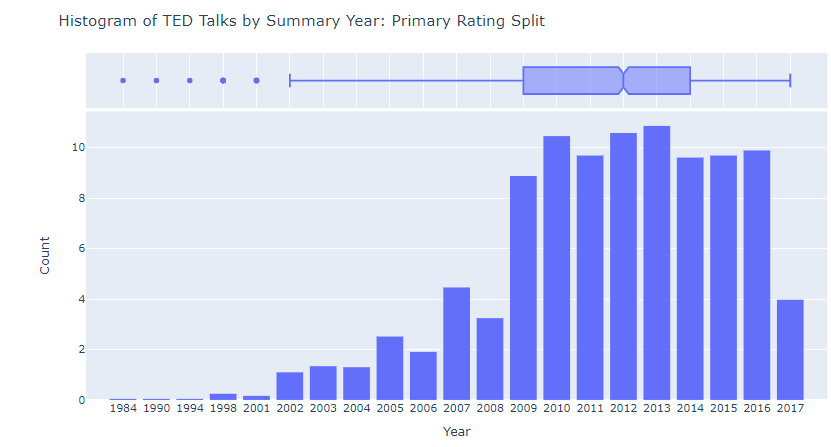 Histogram of TED Talks by Summary Year: Primary Rating Split
10
8
6
4
2
0
Count
1984 1990 1994 1998 2001 2002 2003 2004 2005 2006 2007 2008 2009 2010 2011 2012 2013 2014 2015 2016 2017
Year